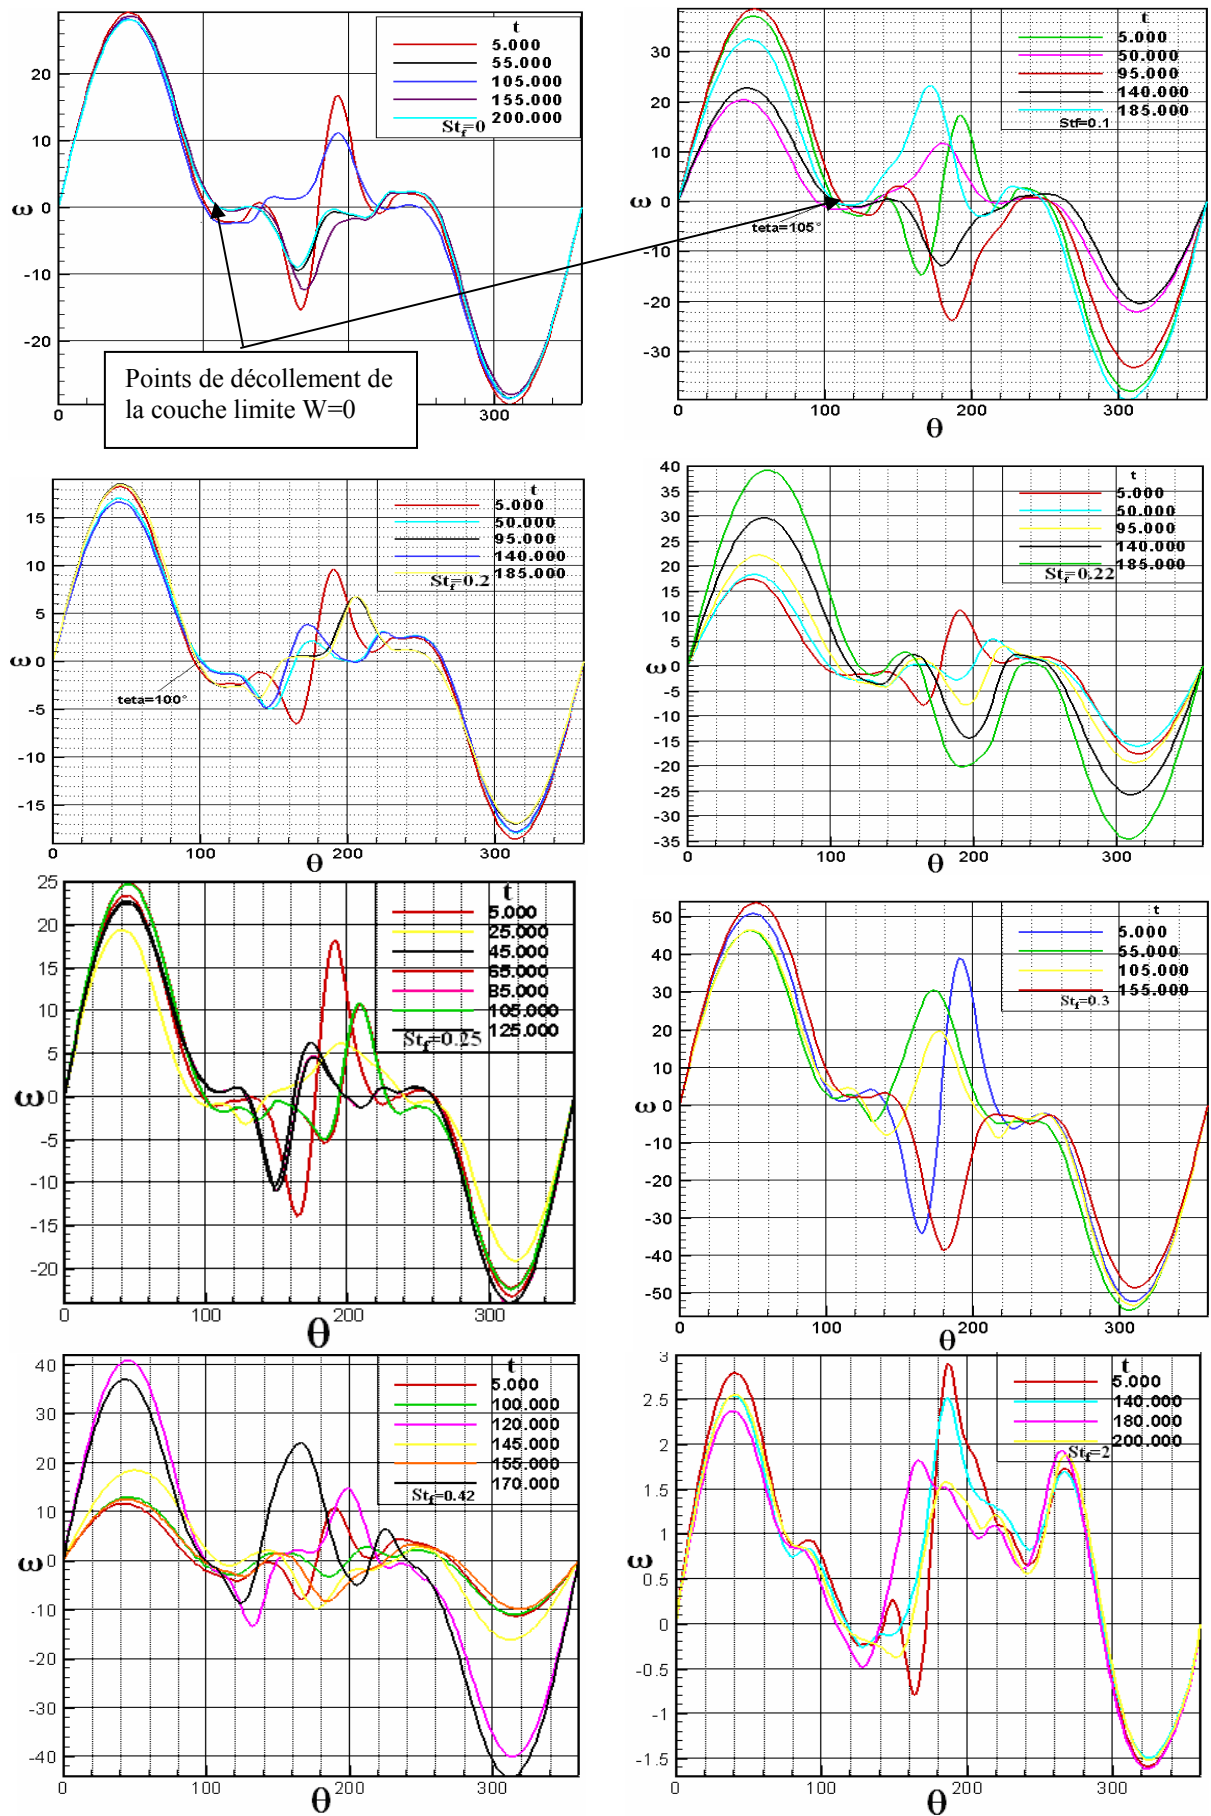 t
5.000
55.000
105.000
155.000
200.000
St_f=0
20
10
ω 0
-10
-20
0 300
Points de décollement de
la couche limite W=0
t
5.000
50.000
95.000
140.000
185.000
Stf=0.1
30
20
10
ω 0
-10
-20
-30
teta=105°
0 100 200 300
θ
t
5.000
50.000
95.000
140.000
185.000
St_f=0.2
15
10
5
ω 0
-5
-10
-15
teta=100°
0 100 200 300
θ
t
5.000
50.000
95.000
140.000
185.000
St_f=0.22
40
35
30
25
20
15
10
5
ω 0
-5
-10
-15
-20
-25
-30
-35
0 100 200 300
θ
t
5.000
25.000
45.000
65.000
85.000
105.000
125.000
St_f=0.25
25
20
15
10
5
ω 0
-5
-10
-15
-20
0 100 200 300
θ
t
5.000
55.000
105.000
155.000
St_f=0.3
50
40
30
20
10
ω 0
-10
-20
-30
-40
-50
0 100 200 300
θ
t
5.000
100.000
120.000
145.000
155.000
170.000
St_f=0.42
40
30
20
10
ω 0
-10
-20
-30
-40
0 100 200 300
θ
t
5.000
140.000
180.000
200.000
St_f=2
3
2.5
2
1.5
1
0.5
ω 0
-0.5
-1
-1.5
0 100 200 300
θ